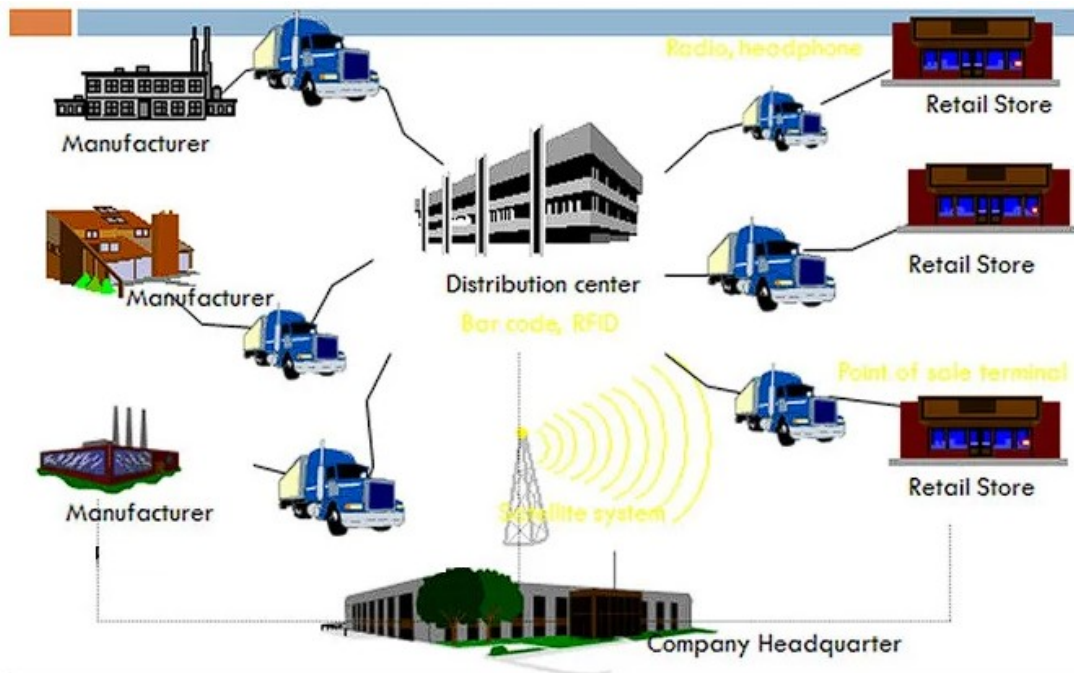 Radio, headphone
Retail Store
Manufacturer
Retail Store
Manufacturer
Distribution center
Bar code, RFID
Point of sale terminal
Retail Store
Manufacturer
Satellite system
Company Headquarter